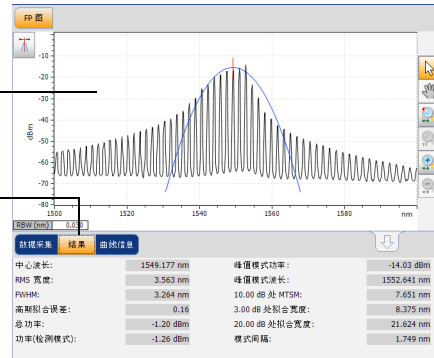 FP 图
-10
-20
-30
dBm
-40
-50
-60
-70
-80
1500 1520 1540 1560 1580 nm
RBW (nm) 0.030
数据采集 结果 曲线信息
中心波长: 1549.177 nm 峰值模式功率: -14.03 dBm
RMS 宽度: 3.563 nm 峰值模式波长: 1552.641 nm
FWHM: 3.264 nm 10.00 dB 处 MTSM: 7.651 nm
高斯拟合误差: 0.16 3.00 dB 处拟合宽度: 8.375 nm
总功率: -1.20 dBm 20.00 dB 处拟合宽度: 21.624 nm
功率(检测模式): -1.26 dBm 模式间隔: 1.749 nm